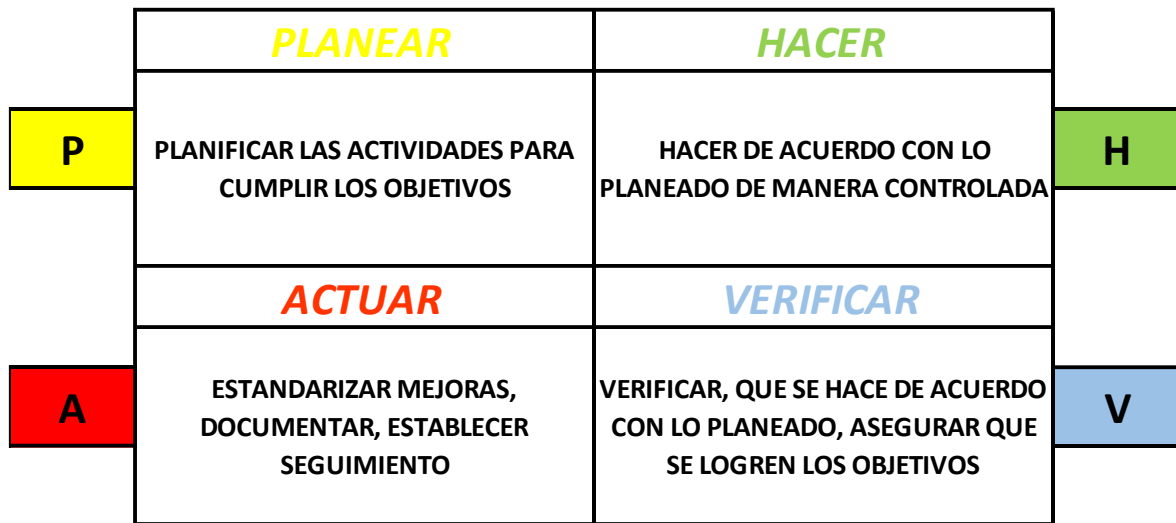 PLANEAR
HACER
P
PLANIFICAR LAS ACTIVIDADES PARA
CUMPLIR LOS OBJETIVOS
HACER DE ACUERDO CON LO
PLANEADO DE MANERA CONTROLADA
H
ACTUAR
VERIFICAR
A
ESTANDARIZAR MEJORAS,
DOCUMENTAR, ESTABLECER
SEGUIMIENTO
VERIFICAR, QUE SE HACE DE ACUERDO
CON LO PLANEADO, ASEGURAR QUE
SE LOGREN LOS OBJETIVOS
V